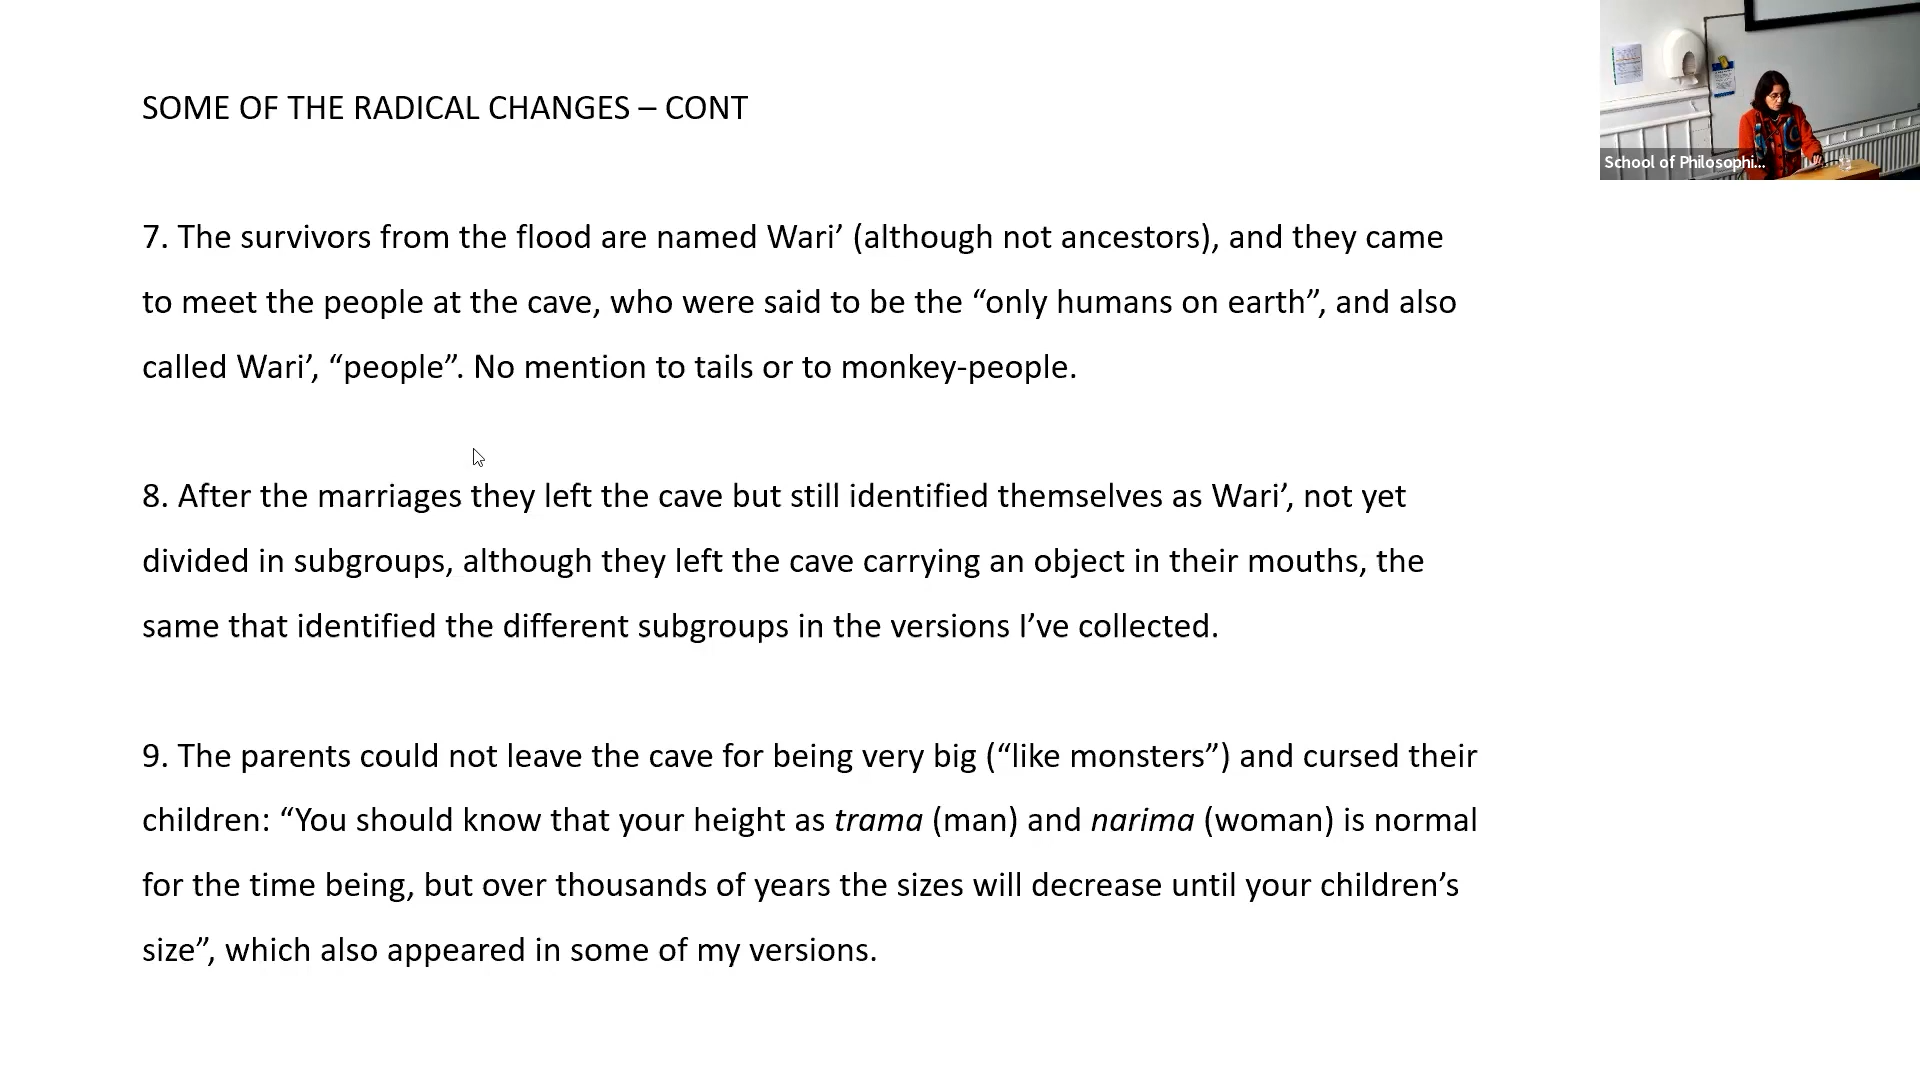 SOME OF THE RADICAL CHANGES – CONT
7. The survivors from the flood are named Wari’ (although not ancestors), and they came
to meet the people at the cave, who were said to be the “only humans on earth”, and also
called Wari’, “people”. No mention to tails or to monkey-people.
8. After the marriages they left the cave but still identified themselves as Wari’, not yet
divided in subgroups, although they left the cave carrying an object in their mouths, the
same that identified the different subgroups in the versions I’ve collected.
9. The parents could not leave the cave for being very big (“like monsters”) and cursed their
children: “You should know that your height as trama (man) and narima (woman) is normal
for the time being, but over thousands of years the sizes will decrease until your children’s
size”, which also appeared in some of my versions.
School of Philosophi...